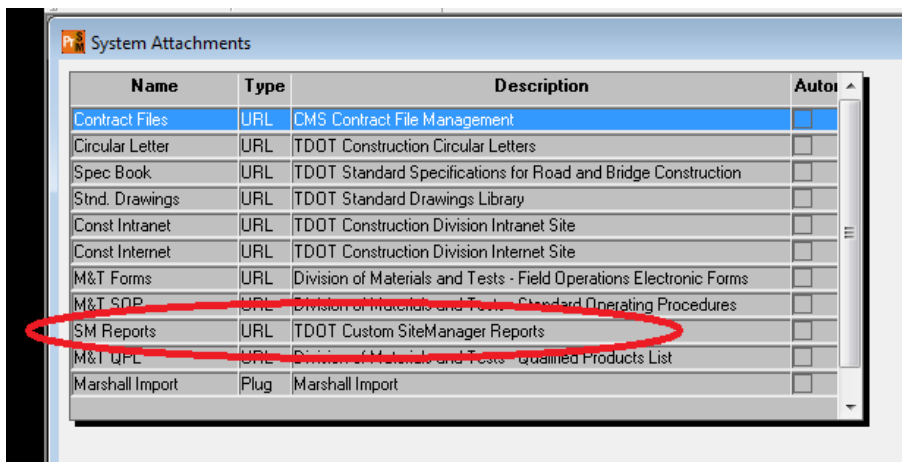 Pr S M System Attachments
Name Type Description Autor
Contract Files URL CMS Contract File Management
Circular Letter URL TDOT Construction Circular Letters
Spec Book URL TDOT Standard Specifications for Road and Bridge Construction
Stnd. Drawings URL TDOT Standard Drawings Library
Const Intranet URL TDOT Construction Division Intranet Site
Const Internet URL TDOT Construction Division Internet Site
M&T Forms URL Division of Materials and Tests - Field Operations Electronic Forms
M&T SOP URL Division of Materials and Tests - Standard Operating Procedures
SM Reports URL TDOT Custom SiteManager Reports
M&T QPL URL Division of Materials and Tests - Qualified Products List
Marshall Import Plug Marshall Import